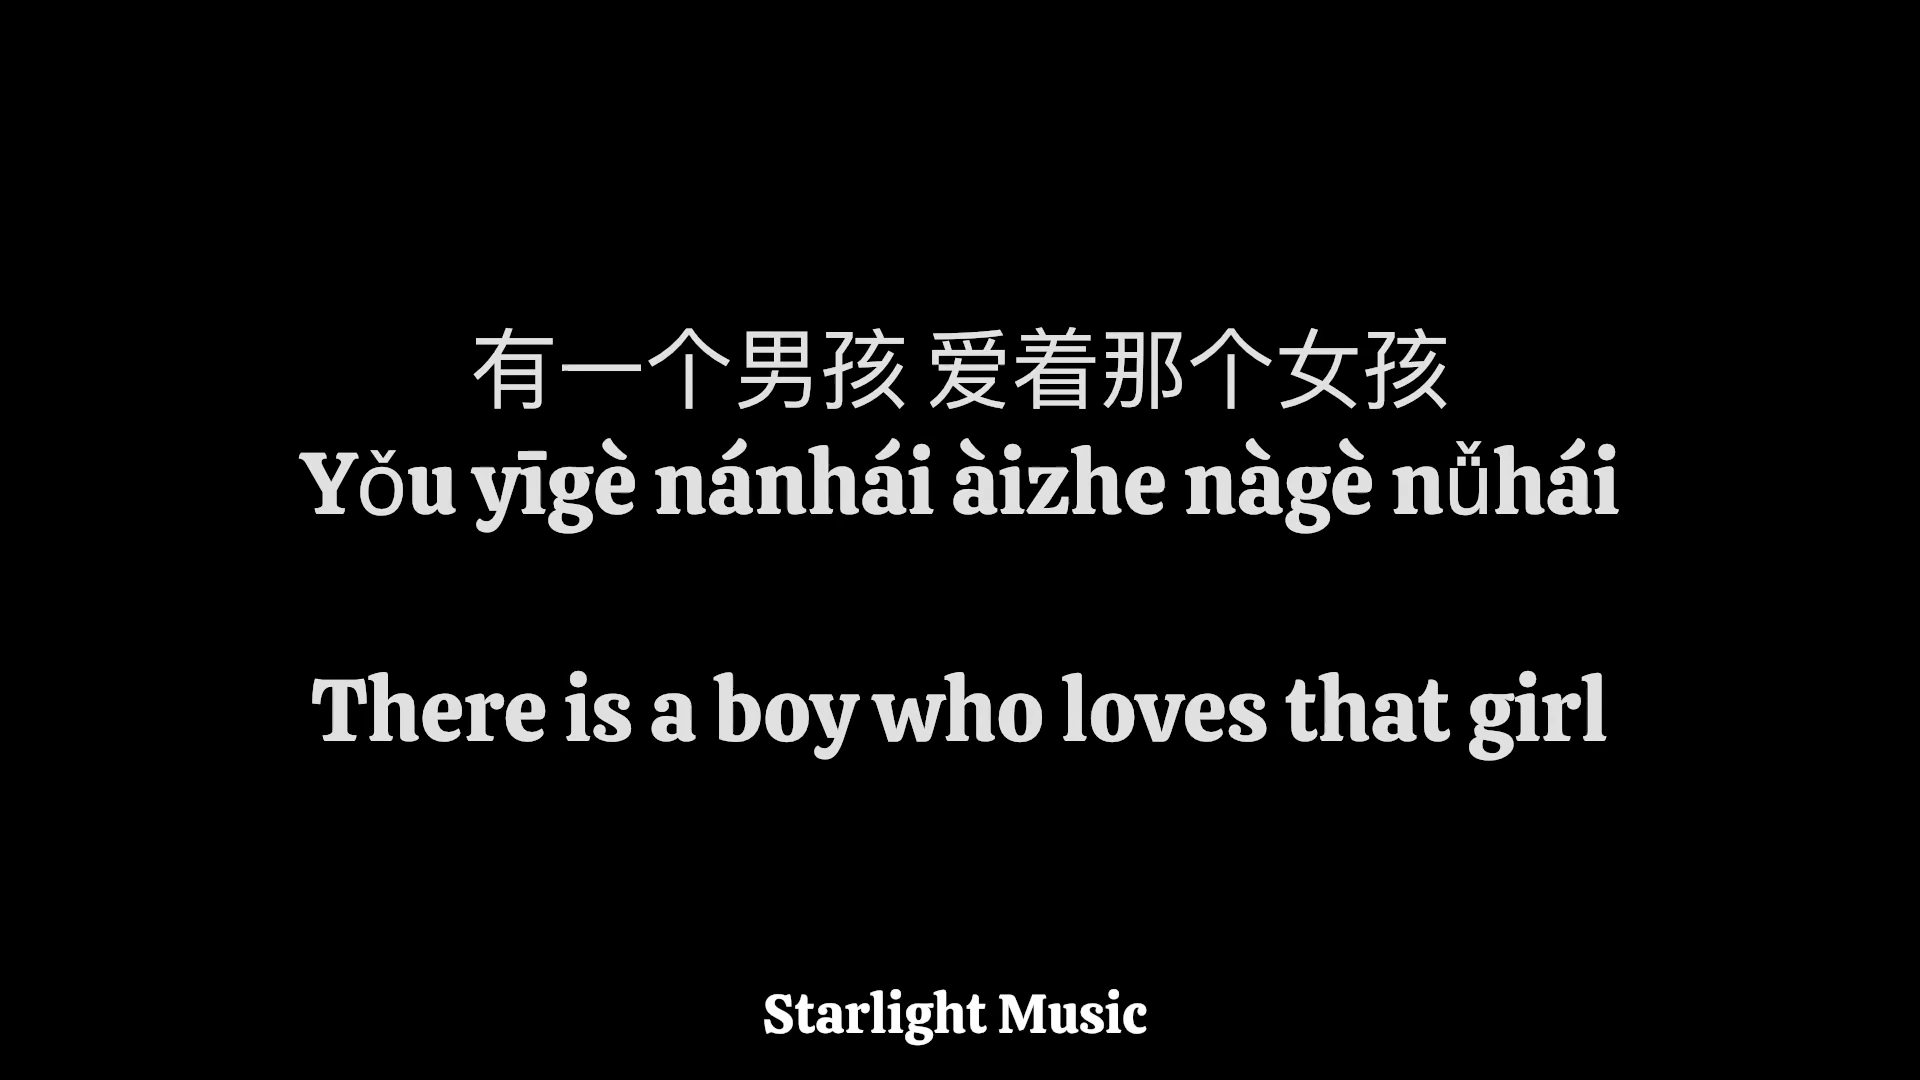 有一个男孩 爱着那个女孩
Yǒu yīgè nánhái àizhe nàgè nǚhái
There is a boy who loves that girl
Starlight Music